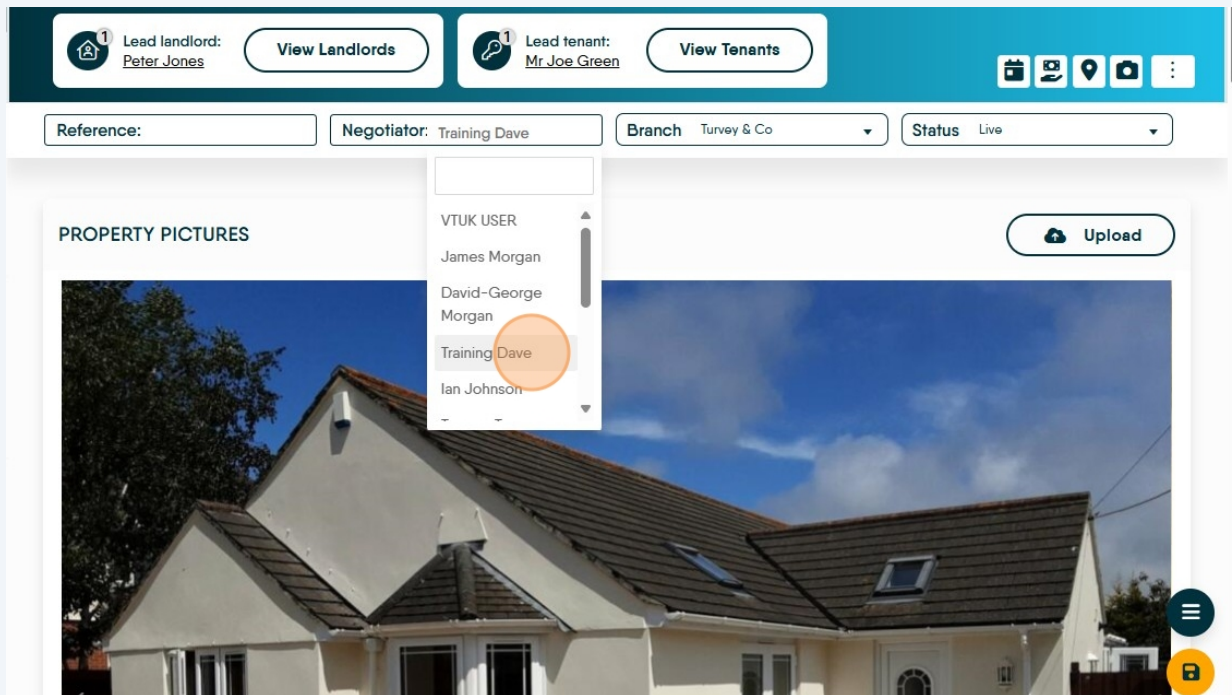 1
Lead landlord:
Peter Jones
View Landlords
1
Lead tenant:
Mr Joe Green
View Tenants
Reference:
Negotiator: Training Dave
Branch Turvey & Co
Status Live
VTUK USER
James Morgan
David-George
Morgan
Training Dave
Ian Johnson
PROPERTY PICTURES
Upload